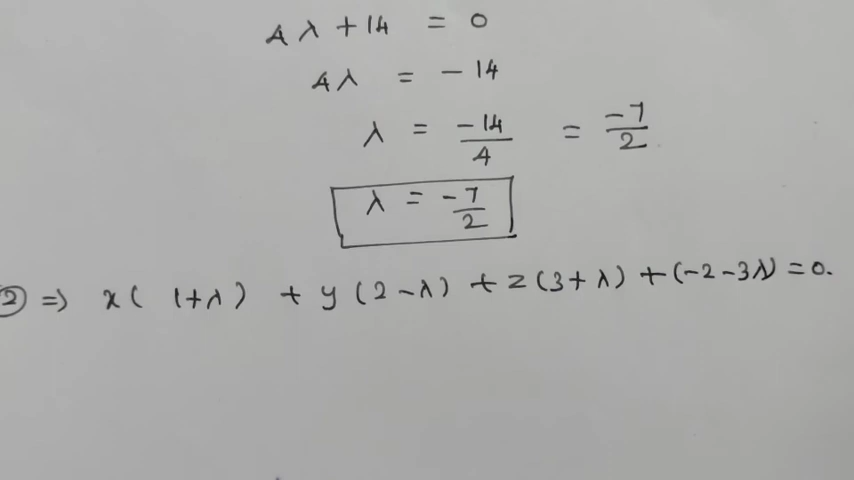 4λ + 14 = 0
4λ = - 14
λ = -14/4 = -7/2
λ = -7/2
② => x( 1+λ) + y (2-λ) + z (3+λ) + (-2-3λ) = 0.